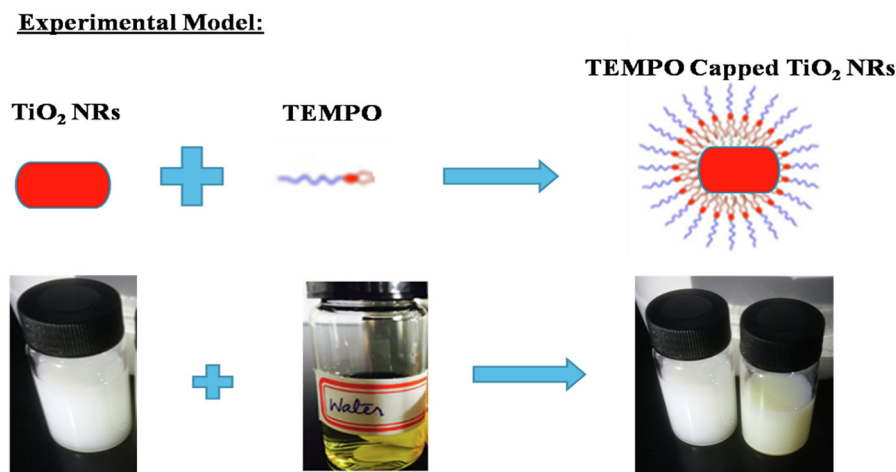 Experimental Model:
TEMPO Capped TiO₂ NRs
TiO₂ NRs
TEMPO
Water